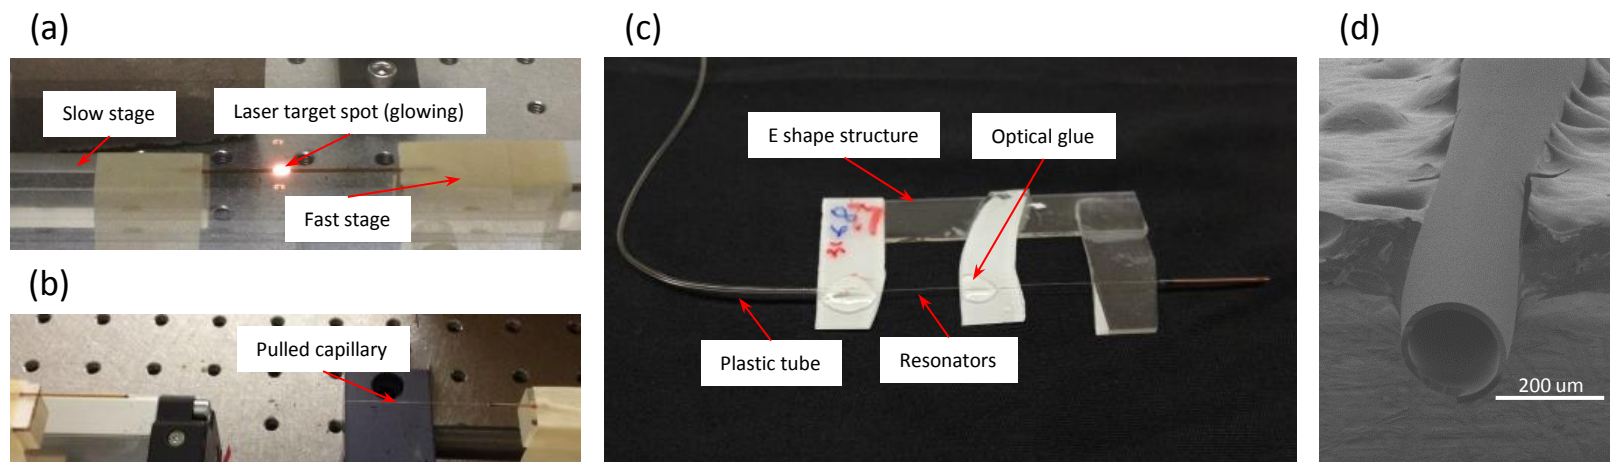 (a)
Slow stage
Laser target spot (glowing)
Fast stage
(b)
Pulled capillary
(c)
E shape structure
Optical glue
Plastic tube
Resonators
(d)
200 um